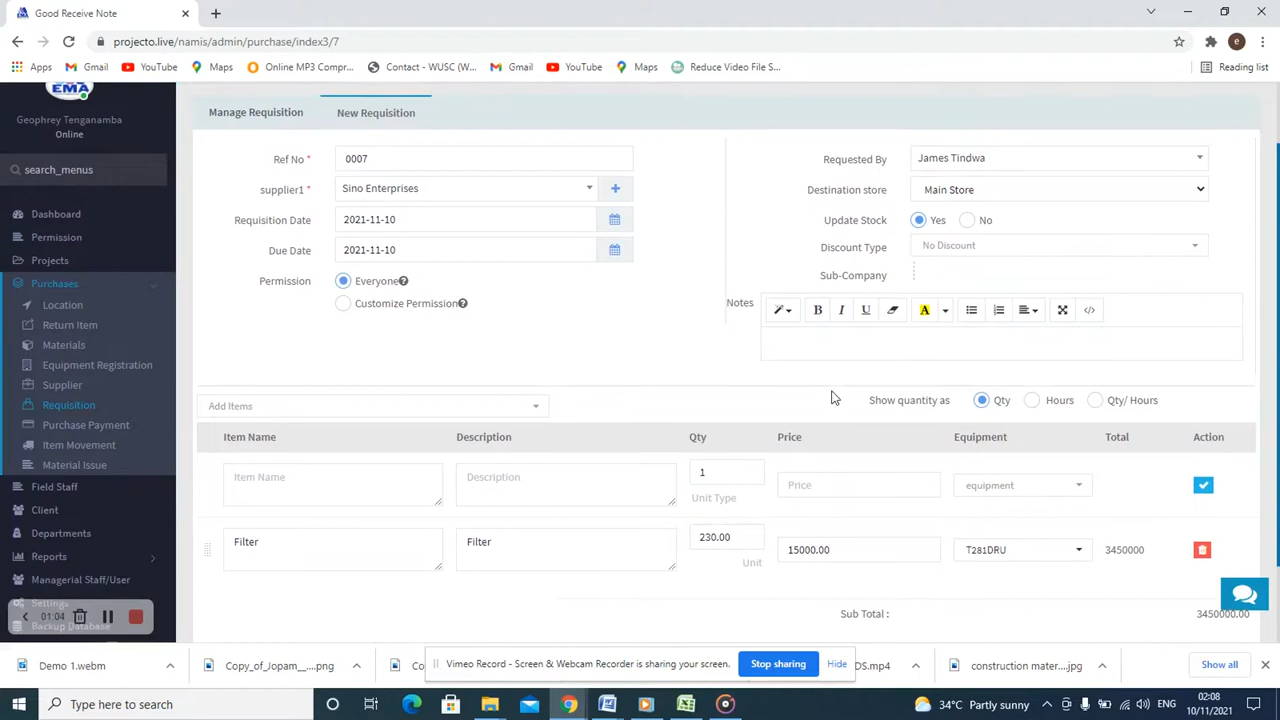 Good Receive Note
projecto.live/namis/admin/purchase/index3/7
e
Apps Gmail YouTube Maps Online MP3 Compr... Contact - WUSC (W... Gmail YouTube Maps Reduce Video File S... Reading list
EMA
Geophrey Tenganamba
Online
search_menus
Dashboard
Permission
Projects
Purchases
Location
Return Item
Materials
Equipment Registration
Supplier
Requisition
Purchase Payment
Item Movement
Material Issue
Field Staff
Client
Departments
Reports
Managerial Staff/User
Settings
01:04
Backup Database
Manage Requisition New Requisition
Ref No * 0007
supplier1 * Sino Enterprises
Requisition Date 2021-11-10
Due Date 2021-11-10
Permission Everyone
Customize Permission
Requested By James Tindwa
Destination store Main Store
Update Stock Yes No
Discount Type No Discount
Sub-Company
Notes
B I U A </>
Add Items
Show quantity as Qty Hours Qty/ Hours
Item Name Description Qty Price Equipment Total Action
Item Name Description 1 Price equipment
Unit Type
Filter Filter 230.00 15000.00 T281DRU 3450000
Unit
Sub Total : 3450000.00
Vimeo Record - Screen & Webcam Recorder is sharing your screen. Stop sharing Hide
Demo 1.webm Copy_of_Jopam__....png Co DS.mp4 construction mater....jpg Show all
Type here to search
34°C Partly sunny ENG 02:08
10/11/2021